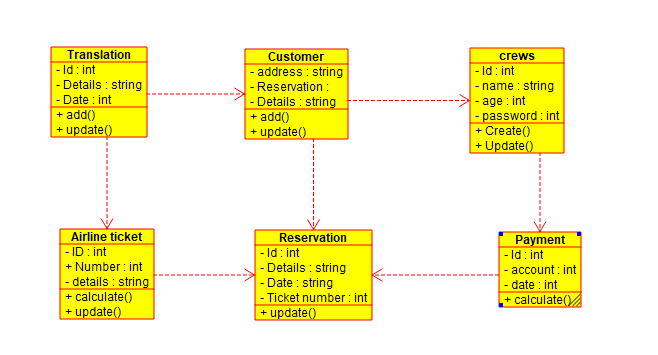 Translation
- Id : int
- Details : string
- Date : int
+ add()
+ update()
Customer
- address : string
- Reservation :
- Details : string
+ add()
+ update()
crews
- Id : int
- name : string
- age : int
- password : int
+ Create()
+ Update()
Airline ticket
- ID : int
+ Number : int
- details : string
+ calculate()
+ update()
Reservation
- Id : int
- Details : string
- Date : string
- Ticket number : int
+ update()
Payment
- Id : int
- account : int
- date : int
+ calculate()